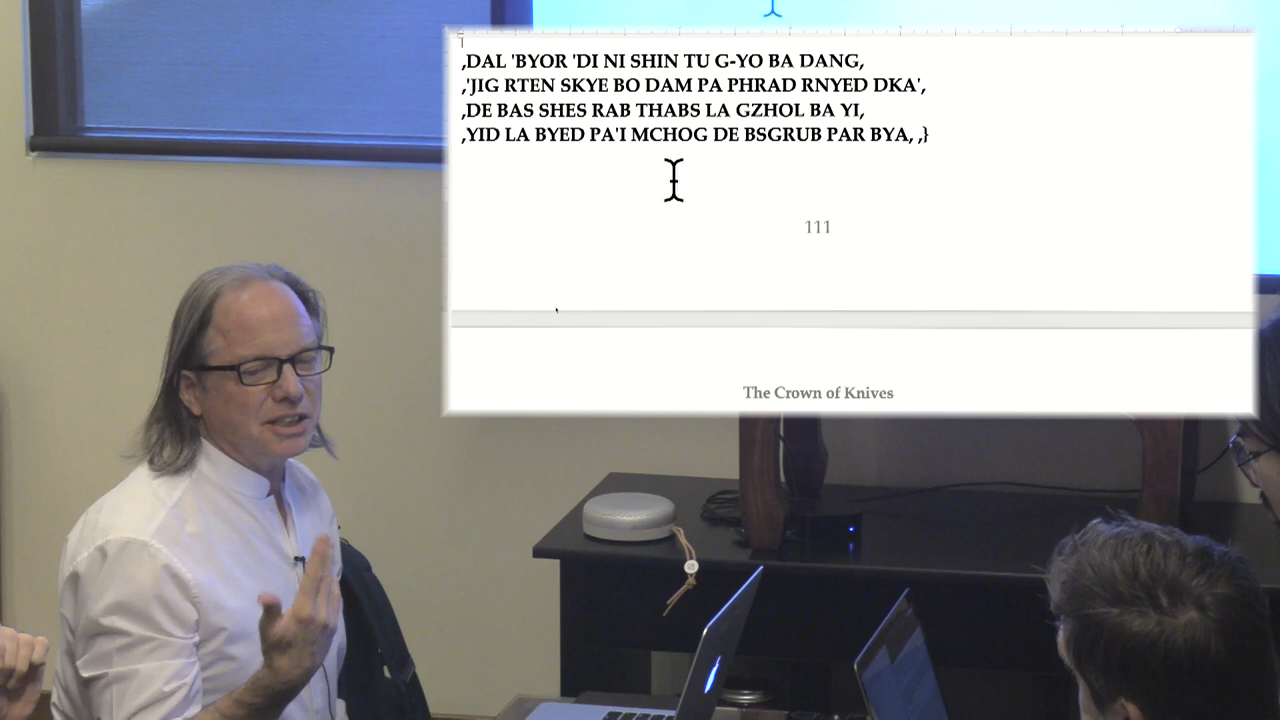 ,DAL 'BYOR 'DI NI SHIN TU G-YO BA DANG,
,'JIG RTEN SKYE BO DAM PA PHRAD RNYED DKA',
,DE BAS SHES RAB THABS LA GZHOL BA YI,
,YID LA BYED PA'I MCHOG DE BSGRUB PAR BYA, ,}
111
The Crown of Knives